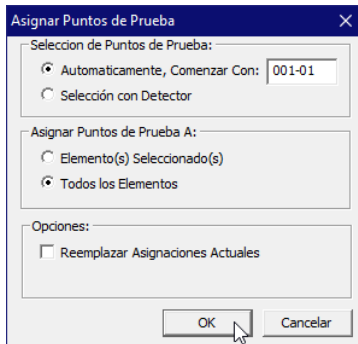 Asignar Puntos de Prueba
Seleccion de Puntos de Prueba:
Automaticamente, Comenzar Con: 001-01
Selección con Detector
Asignar Puntos de Prueba A:
Elemento(s) Seleccionado(s)
Todos los Elementos
Opciones:
Reemplazar Asignaciones Actuales
OK Cancelar